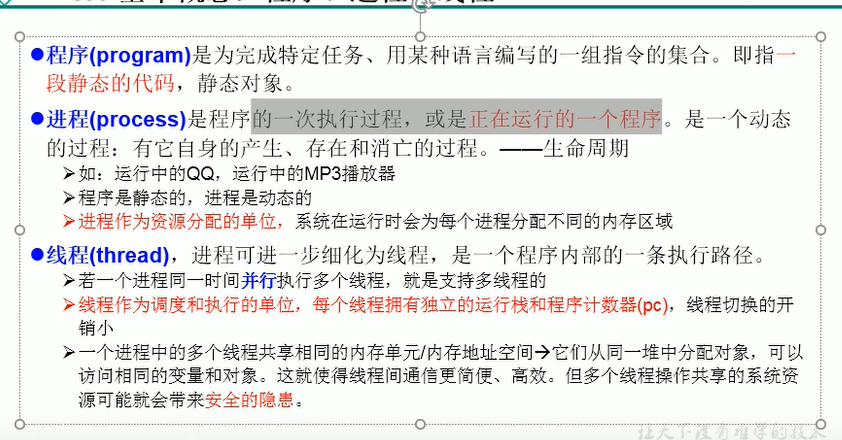 ●程序(program)是为完成特定任务、用某种语言编写的一组指令的集合。即指一
段静态的代码，静态对象。
●进程(process)是程序的一次执行过程，或是正在运行的一个程序。是一个动态
的过程：有它自身的产生、存在和消亡的过程。——生命周期
➢如：运行中的QQ，运行中的MP3播放器
➢程序是静态的，进程是动态的
➢进程作为资源分配的单位，系统在运行时会为每个进程分配不同的内存区域
●线程(thread)，进程可进一步细化为线程，是一个程序内部的一条执行路径。
➢若一个进程同一时间并行执行多个线程，就是支持多线程的
➢线程作为调度和执行的单位，每个线程拥有独立的运行栈和程序计数器(pc)，线程切换的开
销小
➢一个进程中的多个线程共享相同的内存单元/内存地址空间→它们从同一堆中分配对象，可以
访问相同的变量和对象。这就使得线程间通信更简便、高效。但多个线程操作共享的系统资
源可能就会带来安全的隐患。
让天下没有难学的技术